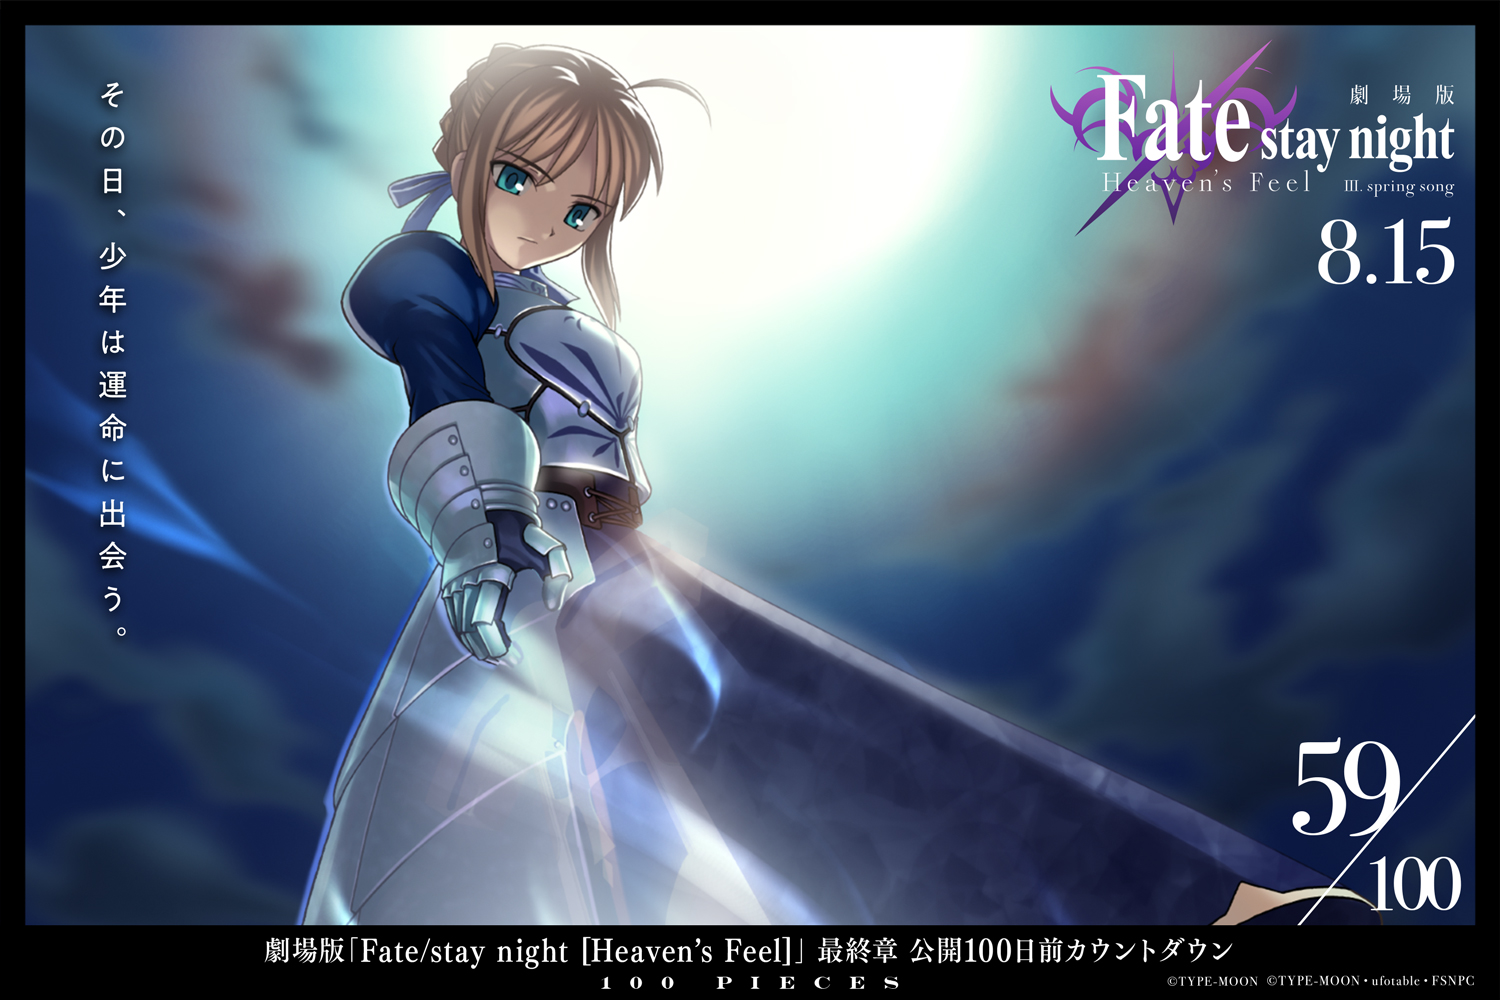 その日、少年は運命に出会う。
劇場版
Fate stay night
Heaven's Feel
III. spring song
8.15
59/100
劇場版「Fate/stay night [Heaven's Feel]」最終章 公開100日前カウントダウン
100 PIECES
©TYPE-MOON ©TYPE-MOON・ufotable・FSNPC